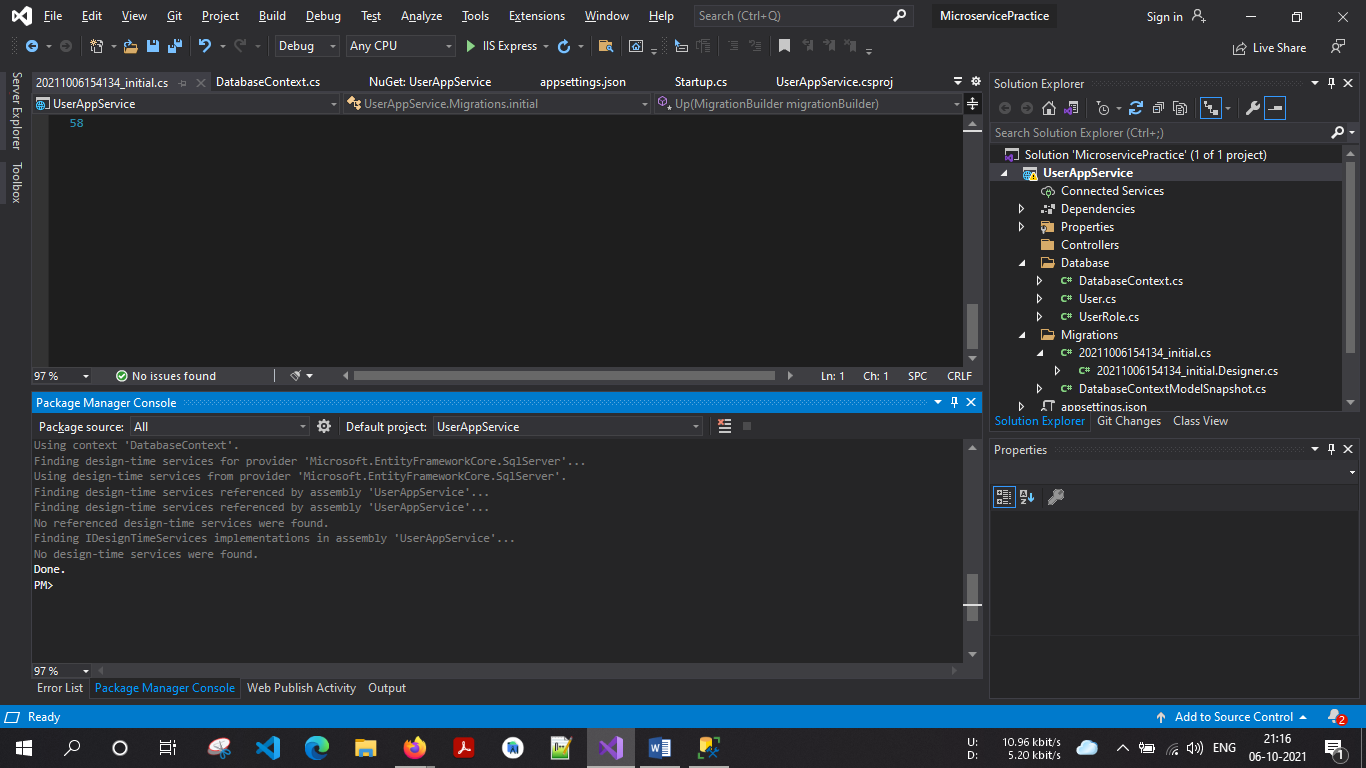 File Edit View Git Project Build Debug Test Analyze Tools Extensions Window Help Search (Ctrl+Q) MicroservicePractice Sign in
Debug Any CPU IIS Express Live Share
Server Explorer
Toolbox
20211006154134_initial.cs DatabaseContext.cs NuGet: UserAppService appsettings.json Startup.cs UserAppService.csproj
UserAppService UserAppService.Migrations.initial Up(MigrationBuilder migrationBuilder)
58
97 % No issues found Ln: 1 Ch: 1 SPC CRLF
Package Manager Console
Package source: All Default project: UserAppService
Using context 'DatabaseContext'.
Finding design-time services for provider 'Microsoft.EntityFrameworkCore.SqlServer'...
Using design-time services from provider 'Microsoft.EntityFrameworkCore.SqlServer'.
Finding design-time services referenced by assembly 'UserAppService'...
Finding design-time services referenced by assembly 'UserAppService'...
No referenced design-time services were found.
Finding IDesignTimeServices implementations in assembly 'UserAppService'...
No design-time services were found.
Done.
PM>
97 %
Error List Package Manager Console Web Publish Activity Output
Solution Explorer
Search Solution Explorer (Ctrl+;)
Solution 'MicroservicePractice' (1 of 1 project)
UserAppService
Connected Services
Dependencies
Properties
Controllers
Database
C# DatabaseContext.cs
C# User.cs
C# UserRole.cs
Migrations
C# 20211006154134_initial.cs
C# 20211006154134_initial.Designer.cs
C# DatabaseContextModelSnapshot.cs
appsettings.json
Solution Explorer Git Changes Class View
Properties
Ready Add to Source Control 2
U: 10.96 kbit/s
D: 5.20 kbit/s
ENG
21:16
06-10-2021
1